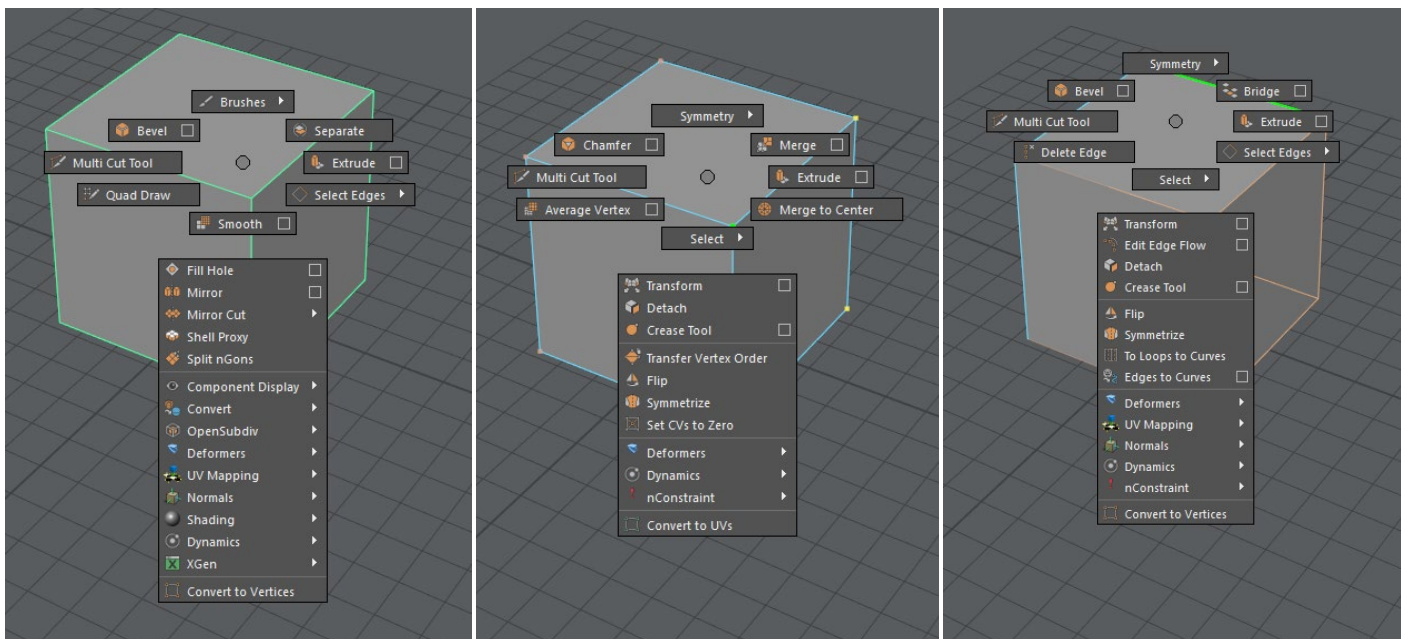 Brushes
Bevel
Separate
Multi Cut Tool
Extrude
Quad Draw
Select Edges
Smooth
Fill Hole
Mirror
Mirror Cut
Shell Proxy
Split nGons
Component Display
Convert
OpenSubdiv
Deformers
UV Mapping
Normals
Shading
Dynamics
XGen
Convert to Vertices
Symmetry
Chamfer
Merge
Multi Cut Tool
Extrude
Average Vertex
Merge to Center
Select
Transform
Detach
Crease Tool
Transfer Vertex Order
Flip
Symmetrize
Set CVs to Zero
Deformers
Dynamics
nConstraint
Convert to UVs
Symmetry
Bevel
Bridge
Multi Cut Tool
Extrude
Delete Edge
Select Edges
Select
Transform
Edit Edge Flow
Detach
Crease Tool
Flip
Symmetrize
To Loops to Curves
Edges to Curves
Deformers
UV Mapping
Normals
Dynamics
nConstraint
Convert to Vertices